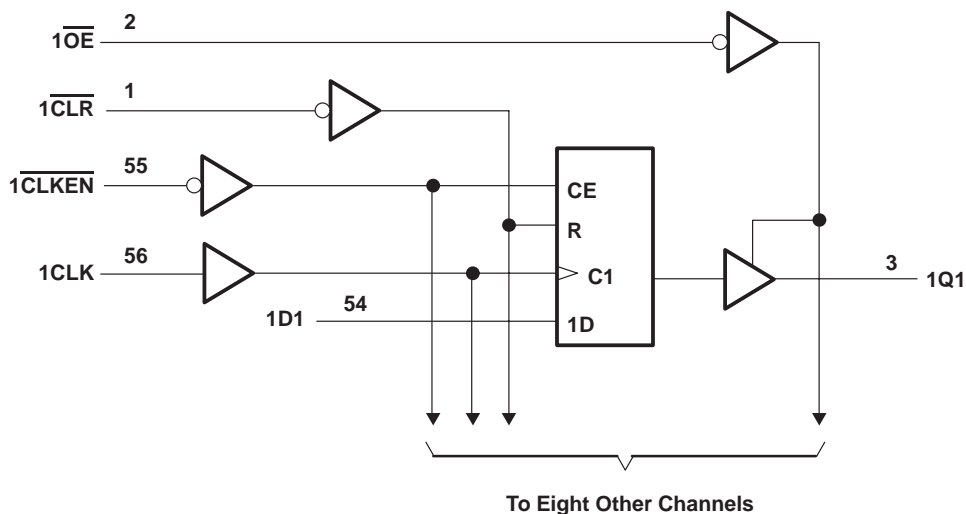 2
1OE
1
1CLR
55
1CLKEN
CE
R
56
1CLK
C1
3
1Q1
54
1D1
1D
To Eight Other Channels